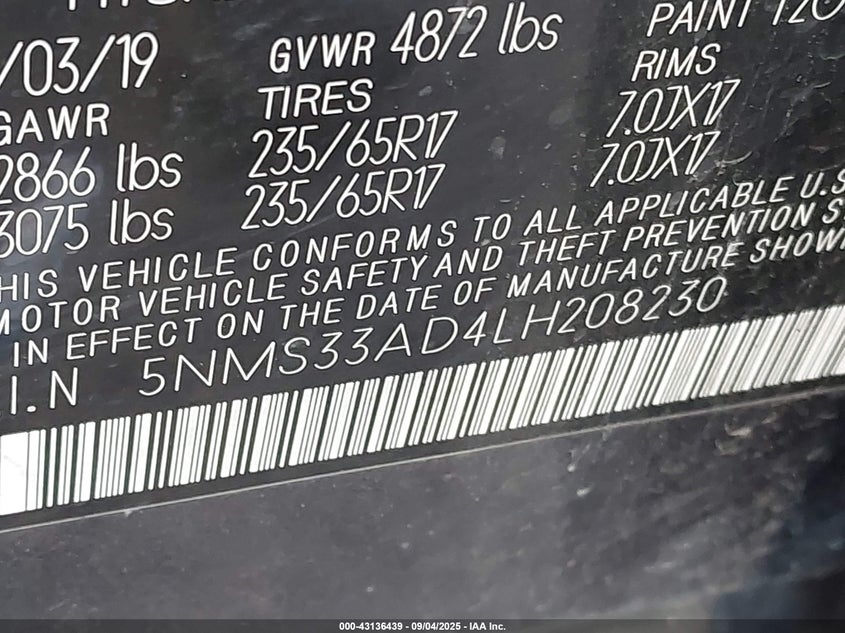 /03/19 GVWR 4872 lbs PAINT
GAWR TIRES RIMS
2866 lbs 235/65R17 7.0JX17
3075 lbs 235/65R17 7.0JX17
THIS VEHICLE CONFORMS TO ALL APPLICABLE U.S
MOTOR VEHICLE SAFETY AND THEFT PREVENTION S
IN EFFECT ON THE DATE OF MANUFACTURE SHOWN
I.N 5NMS33AD4LH208230
000-43136439 - 09/04/2025 - IAA Inc.